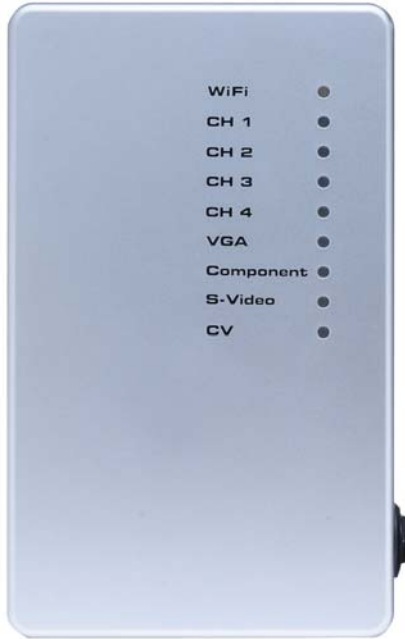 WiFi
CH 1
CH 2
CH 3
CH 4
VGA
Component
S-Video
CV